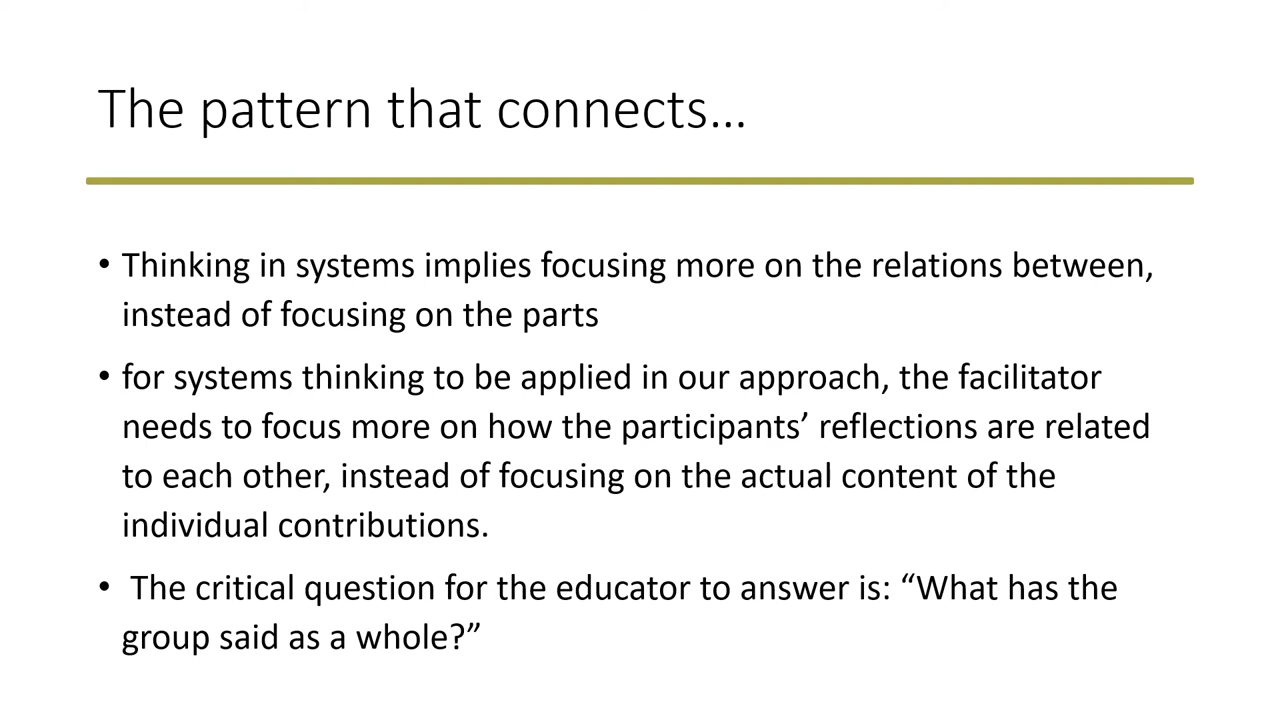 The pattern that connects...
• Thinking in systems implies focusing more on the relations between,
instead of focusing on the parts
• for systems thinking to be applied in our approach, the facilitator
needs to focus more on how the participants’ reflections are related
to each other, instead of focusing on the actual content of the
individual contributions.
• The critical question for the educator to answer is: “What has the
group said as a whole?”